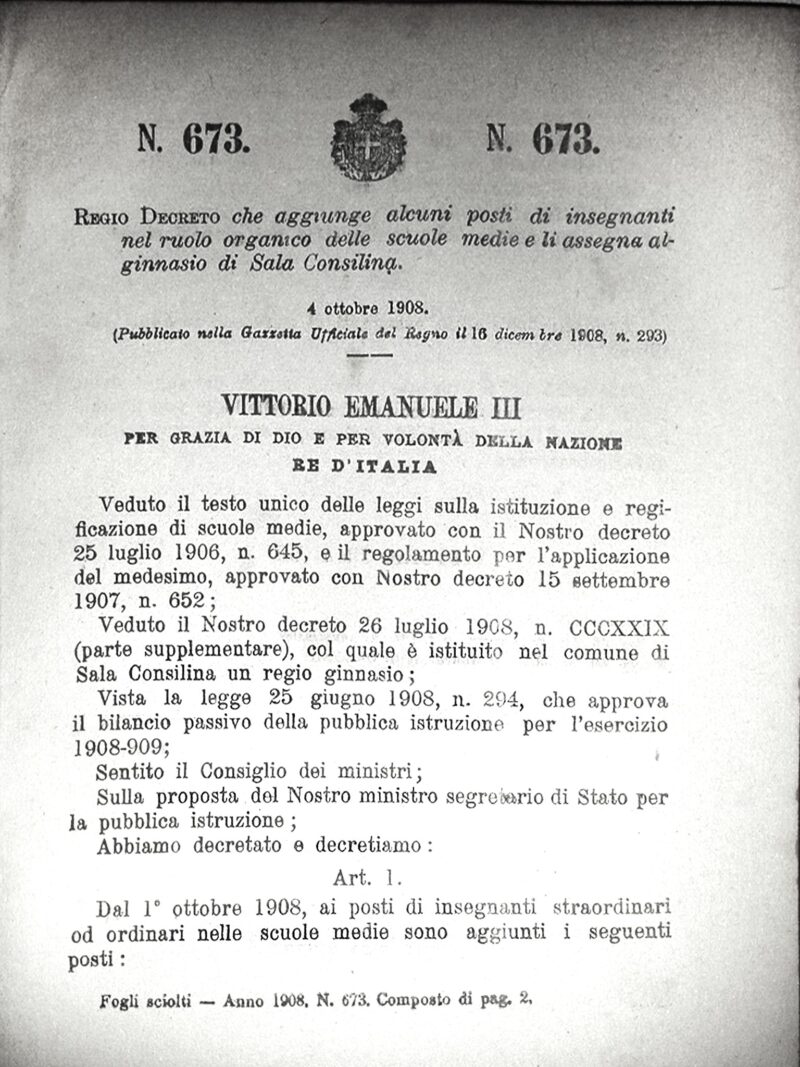 N. 673. N. 673.
REGIO DECRETO che aggiunge alcuni posti di insegnanti
nel ruolo organico delle scuole medie e li assegna al-
ginnasio di Sala Consilina.
4 ottobre 1908.
(Pubblicato nella Gazzetta Ufficiale del Regno il 16 dicembre 1908, n. 293)
VITTORIO EMANUELE III
PER GRAZIA DI DIO E PER VOLONTÀ DELLA NAZIONE
RE D'ITALIA
Veduto il testo unico delle leggi sulla istituzione e regi-
ficazione di scuole medie, approvato con il Nostro decreto
25 luglio 1906, n. 645, e il regolamento per l'applicazione
del medesimo, approvato con Nostro decreto 15 settembre
1907, n. 652;
Veduto il Nostro decreto 26 luglio 1908, n. CCCXXIX
(parte supplementare), col quale è istituito nel comune di
Sala Consilina un regio ginnasio;
Vista la legge 25 giugno 1908, n. 294, che approva
il bilancio passivo della pubblica istruzione per l'esercizio
1908-909;
Sentito il Consiglio dei ministri;
Sulla proposta del Nostro ministro segretario di Stato per
la pubblica istruzione;
Abbiamo decretato e decretiamo:
Art. 1.
Dal 1° ottobre 1908, ai posti di insegnanti straordinari
od ordinari nelle scuole medie sono aggiunti i seguenti
posti:
Fogli sciolti — Anno 1908. N. 673. Composto di pag. 2.